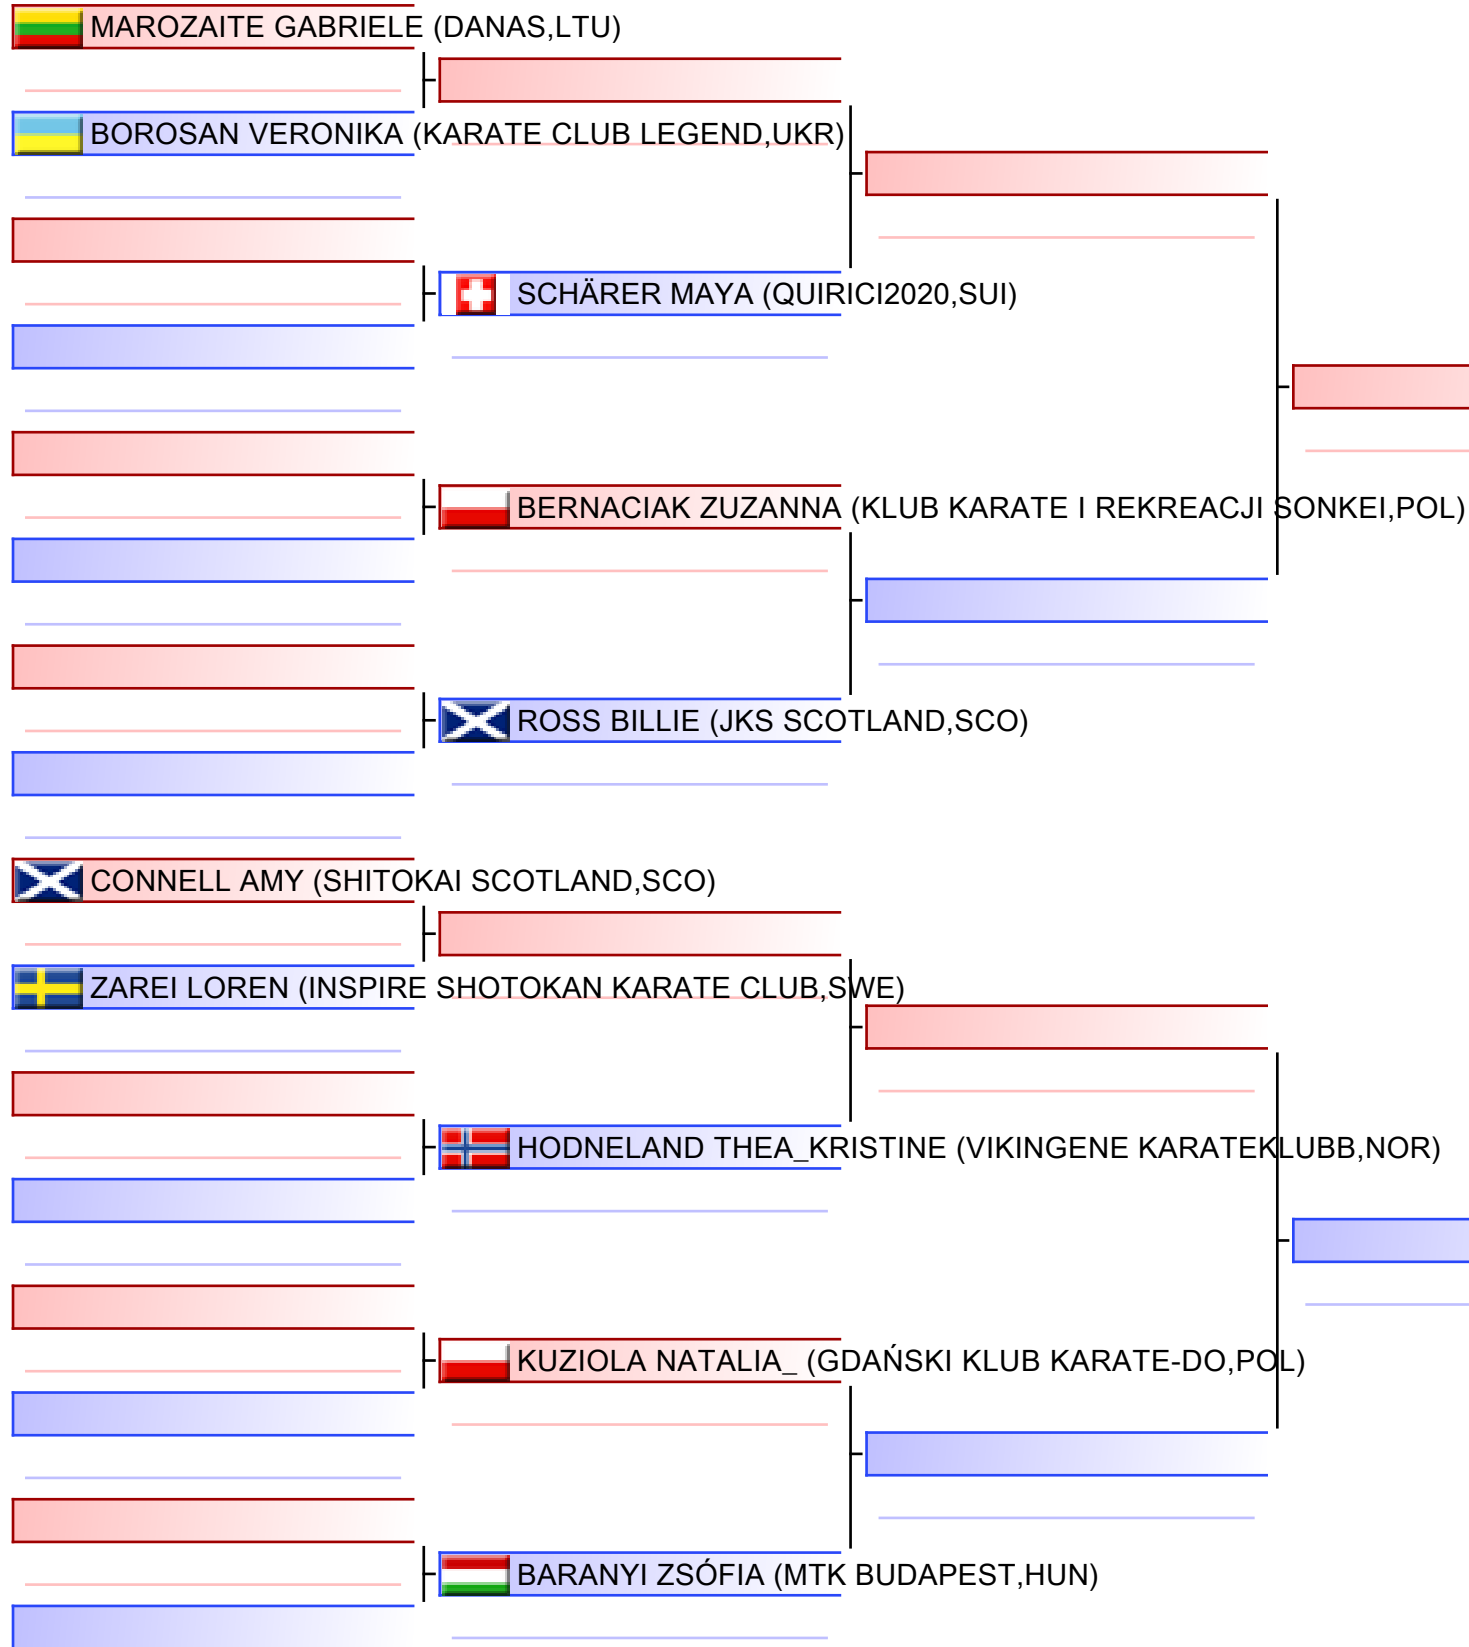 MAROZAITE GABRIELE (DANAS,LTU)
BOROSAN VERONIKA (KARATE CLUB LEGEND,UKR)
SCHÄRER MAYA (QUIRICI2020,SUI)
BERNACIAK ZUZANNA (KLUB KARATE I REKREACJI SONKEI,POL)
ROSS BILLIE (JKS SCOTLAND,SCO)
CONNELL AMY (SHITOKAI SCOTLAND,SCO)
ZAREI LOREN (INSPIRE SHOTOKAN KARATE CLUB,SWE)
HODNELAND THEA_KRISTINE (VIKINGENE KARATEKLUBB,NOR)
KUZIOLA NATALIA_ (GDAŃSKI KLUB KARATE-DO,POL)
BARANYI ZSÓFIA (MTK BUDAPEST,HUN)